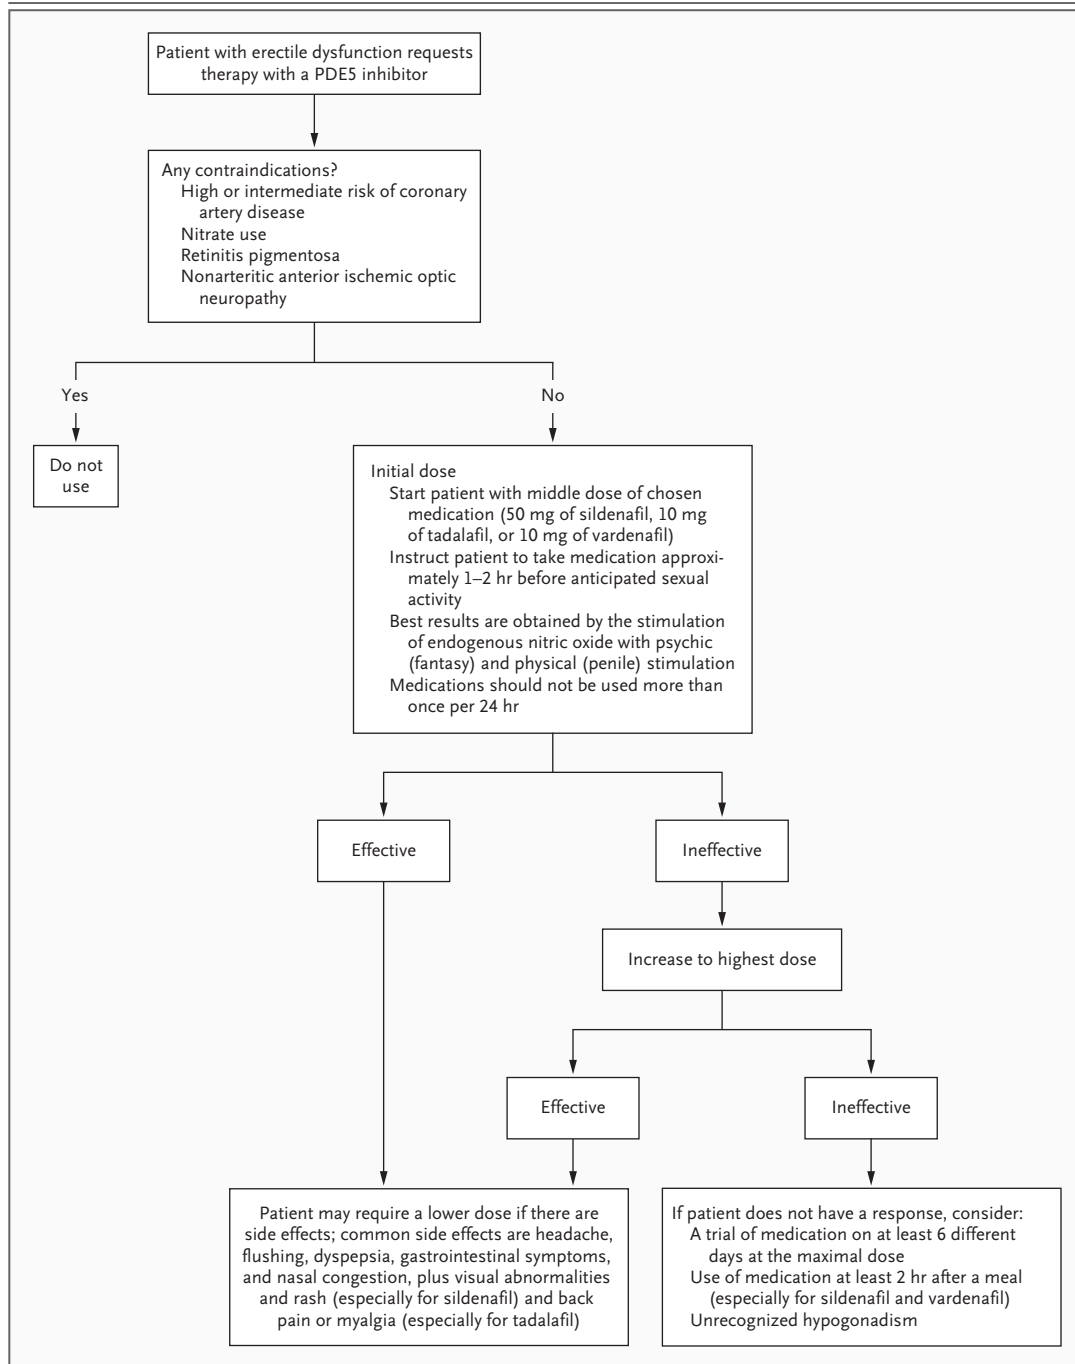 Patient with erectile dysfunction requests
therapy with a PDE5 inhibitor
Any contraindications?
High or intermediate risk of coronary
artery disease
Nitrate use
Retinitis pigmentosa
Nonarteritic anterior ischemic optic
neuropathy
Yes
No
Do not
use
Initial dose
Start patient with middle dose of chosen
medication (50 mg of sildenafil, 10 mg
of tadalafil, or 10 mg of vardenafil)
Instruct patient to take medication approxi-
mately 1–2 hr before anticipated sexual
activity
Best results are obtained by the stimulation
of endogenous nitric oxide with psychic
(fantasy) and physical (penile) stimulation
Medications should not be used more than
once per 24 hr
Effective
Ineffective
Increase to highest dose
Effective
Ineffective
Patient may require a lower dose if there are
side effects; common side effects are headache,
flushing, dyspepsia, gastrointestinal symptoms,
and nasal congestion, plus visual abnormalities
and rash (especially for sildenafil) and back
pain or myalgia (especially for tadalafil)
If patient does not have a response, consider:
A trial of medication on at least 6 different
days at the maximal dose
Use of medication at least 2 hr after a meal
(especially for sildenafil and vardenafil)
Unrecognized hypogonadism